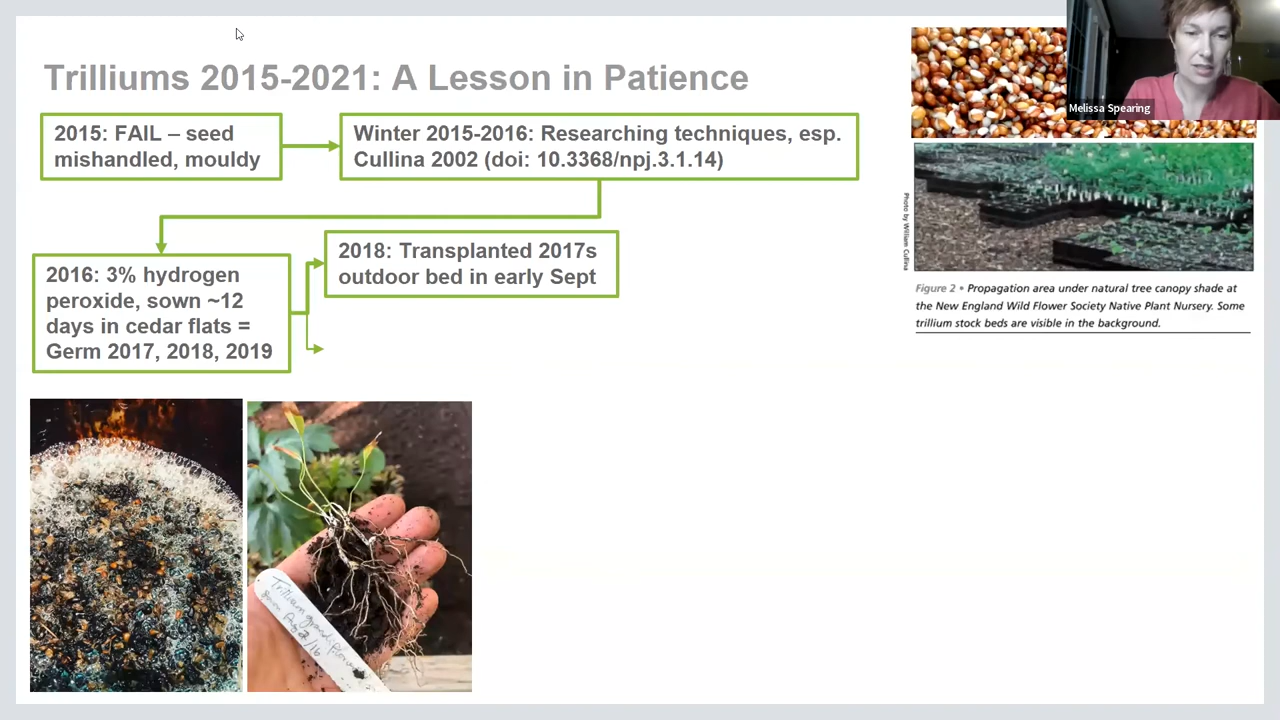 Trilliums 2015-2021: A Lesson in Patience
Melissa Spearing
2015: FAIL – seed
mishandled, mouldy
Winter 2015-2016: Researching techniques, esp.
Cullina 2002 (doi: 10.3368/npj.3.1.14)
2016: 3% hydrogen
peroxide, sown ~12
days in cedar flats =
Germ 2017, 2018, 2019
2018: Transplanted 2017s
outdoor bed in early Sept
Photo by William Cullina
Figure 2 • Propagation area under natural tree canopy shade at
the New England Wild Flower Society Native Plant Nursery. Some
trillium stock beds are visible in the background.
Trillium grandiflorum